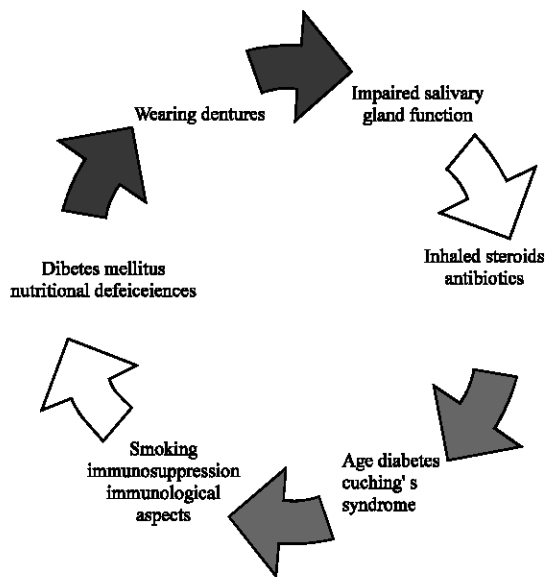 Wearing dentures
Impaired salivary
gland function
Inhaled steroids
antibiotics
Age diabetes
cuching' s
syndrome
Smoking
immunosuppression
immunological
aspects
Dibetes mellitus
nutritional defeiceiences